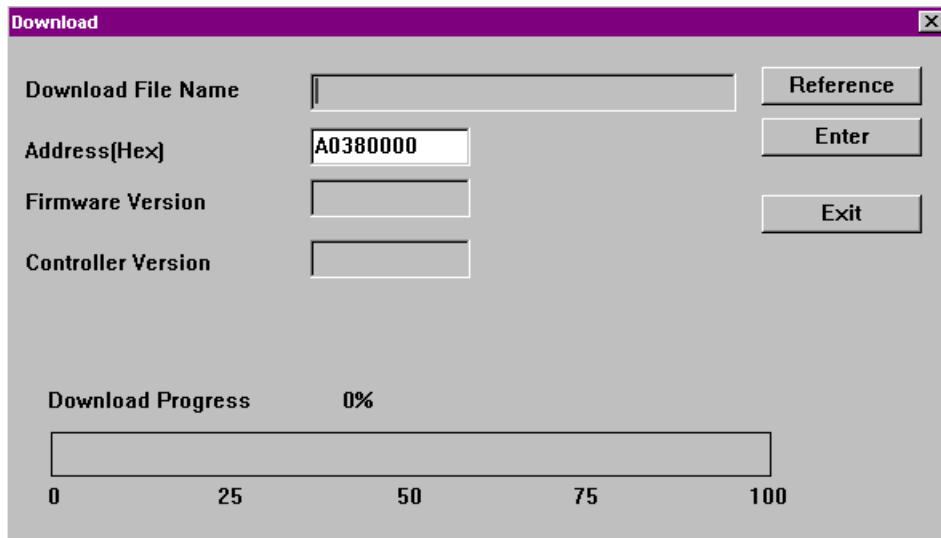 Download
Download File Name
Reference
Address(Hex)
A0380000
Enter
Firmware Version
Exit
Controller Version
Download Progress 0%
0 25 50 75 100